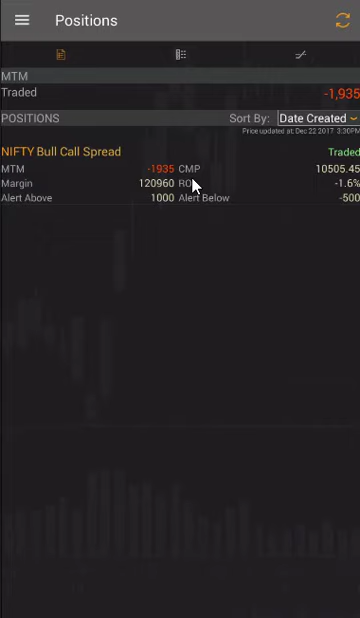 Positions
MTM
Traded -1,935
POSITIONS Sort By: Date Created
Price updated at: Dec 22 2017 3:30PM
NIFTY Bull Call Spread Traded
MTM -1935 CMP 10505.45
Margin 120960 -1.6%
Alert Above 1000 Alert Below -500